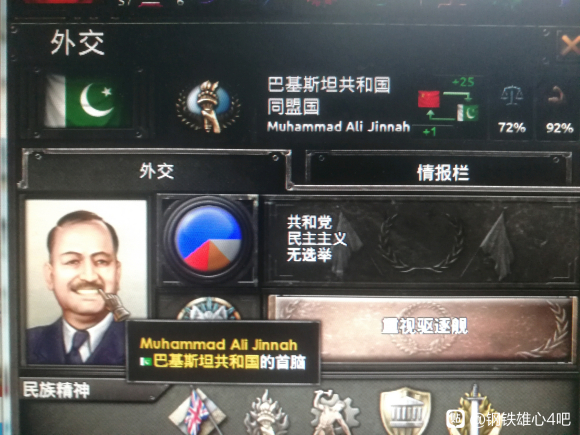 外交
巴基斯坦共和国
同盟国
Muhammad Ali Jinnah
+25
+1
72%
92%
外交
情报栏
共和党
民主主义
无选举
重视驱逐舰
Muhammad Ali Jinnah
巴基斯坦共和国的首脑
民族精神
@钢铁雄心4吧